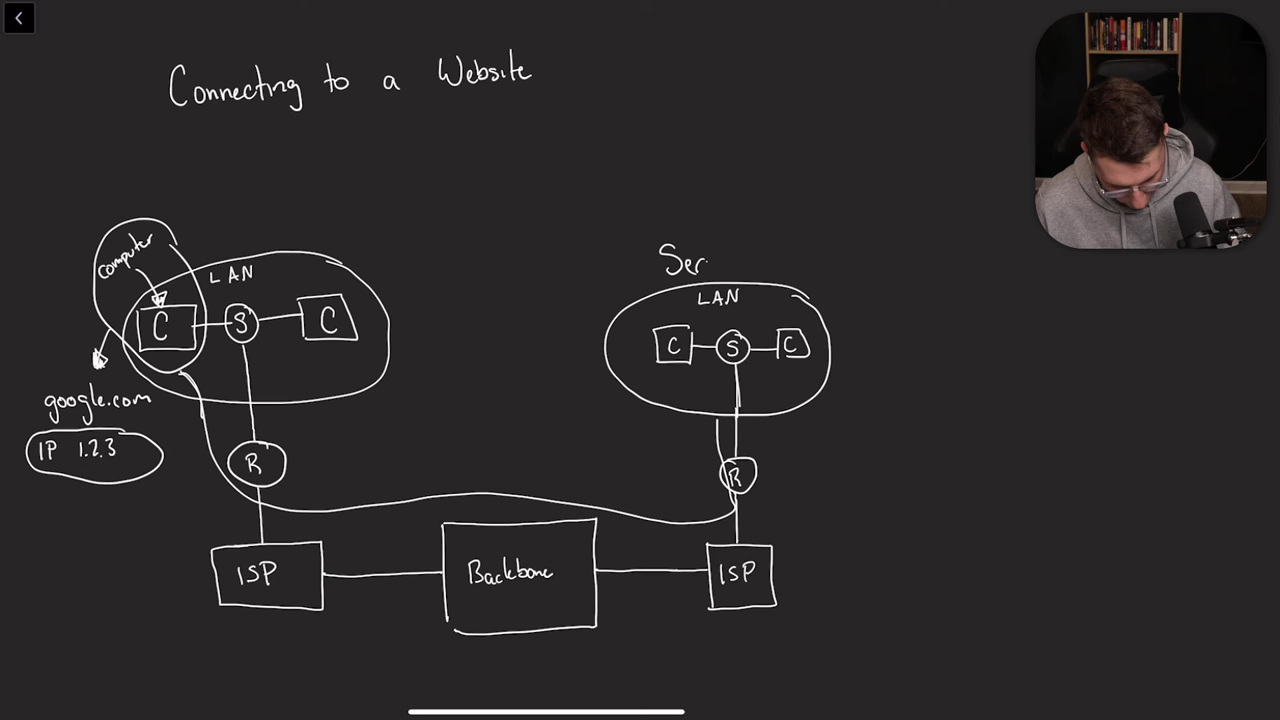 Connecting to a Website
computer
LAN
C
S
C
google.com
IP 1.2.3
R
ISP
Backbone
Ser
LAN
C
S
C
R
ISP